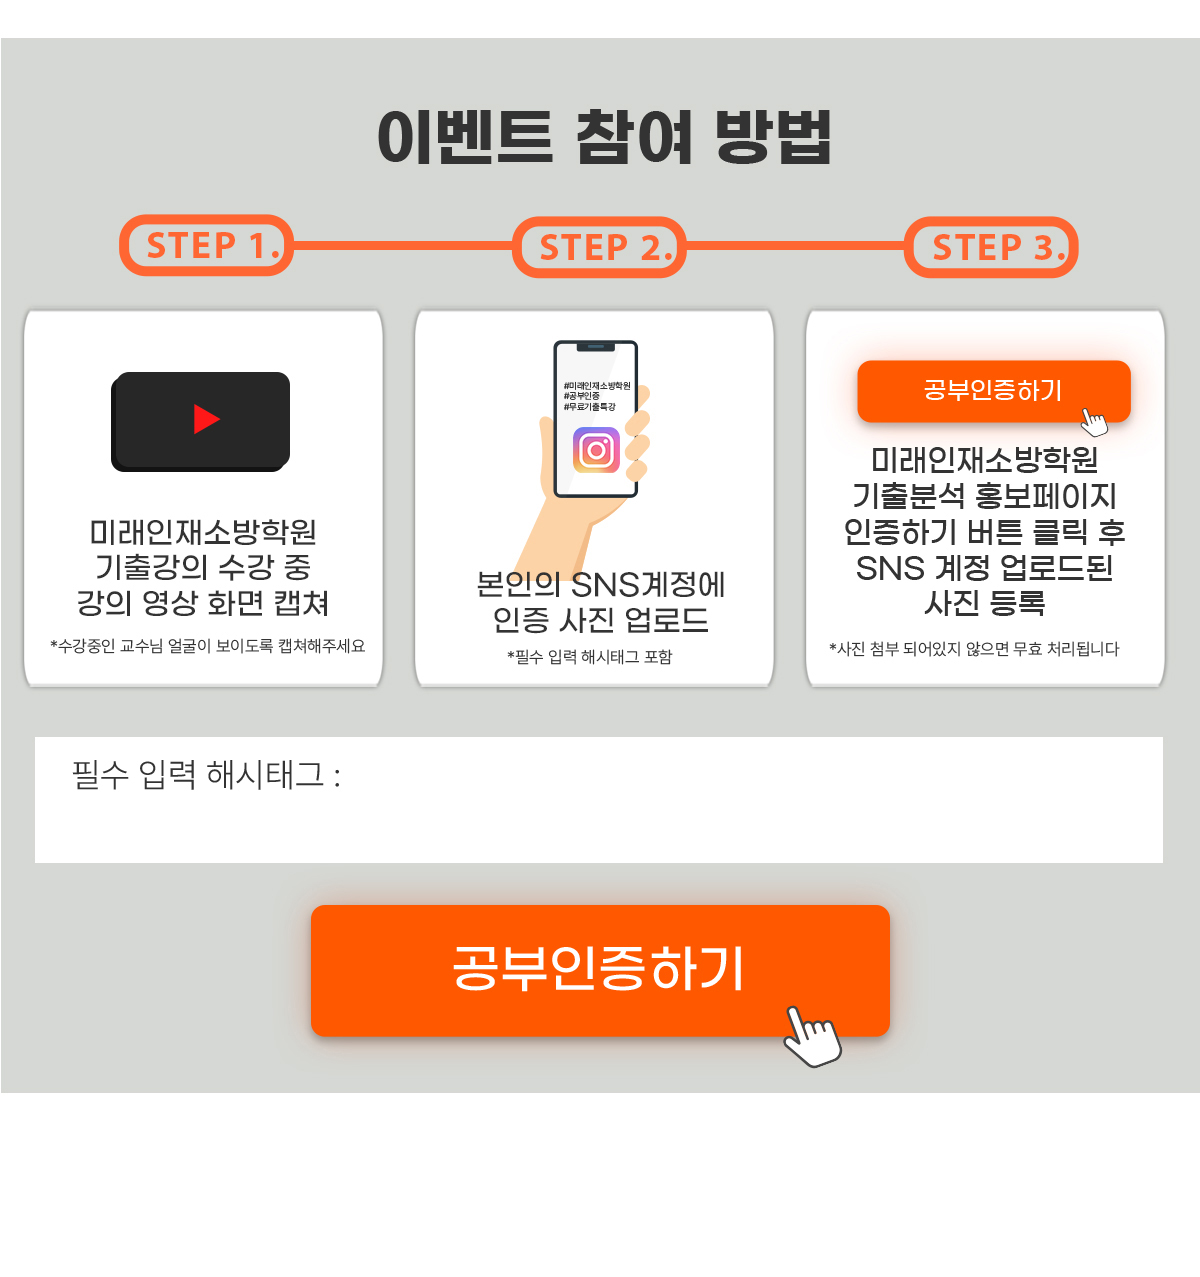 이벤트 참여 방법
STEP 1.
STEP 2.
STEP 3.
미래인재소방학원
기출강의 수강 중
강의 영상 화면 캡쳐
*수강중인 교수님 얼굴이 보이도록 캡쳐해주세요
#미래인재소방학원
#공부인증
#무료기출특강
본인의 SNS계정에
인증 사진 업로드
*필수 입력 해시태그 포함
공부인증하기
미래인재소방학원
기출분석 홍보페이지
인증하기 버튼 클릭 후
SNS 계정 업로드된
사진 등록
*사진 첨부 되어있지 않으면 무효 처리됩니다
필수 입력 해시태그 :
공부인증하기